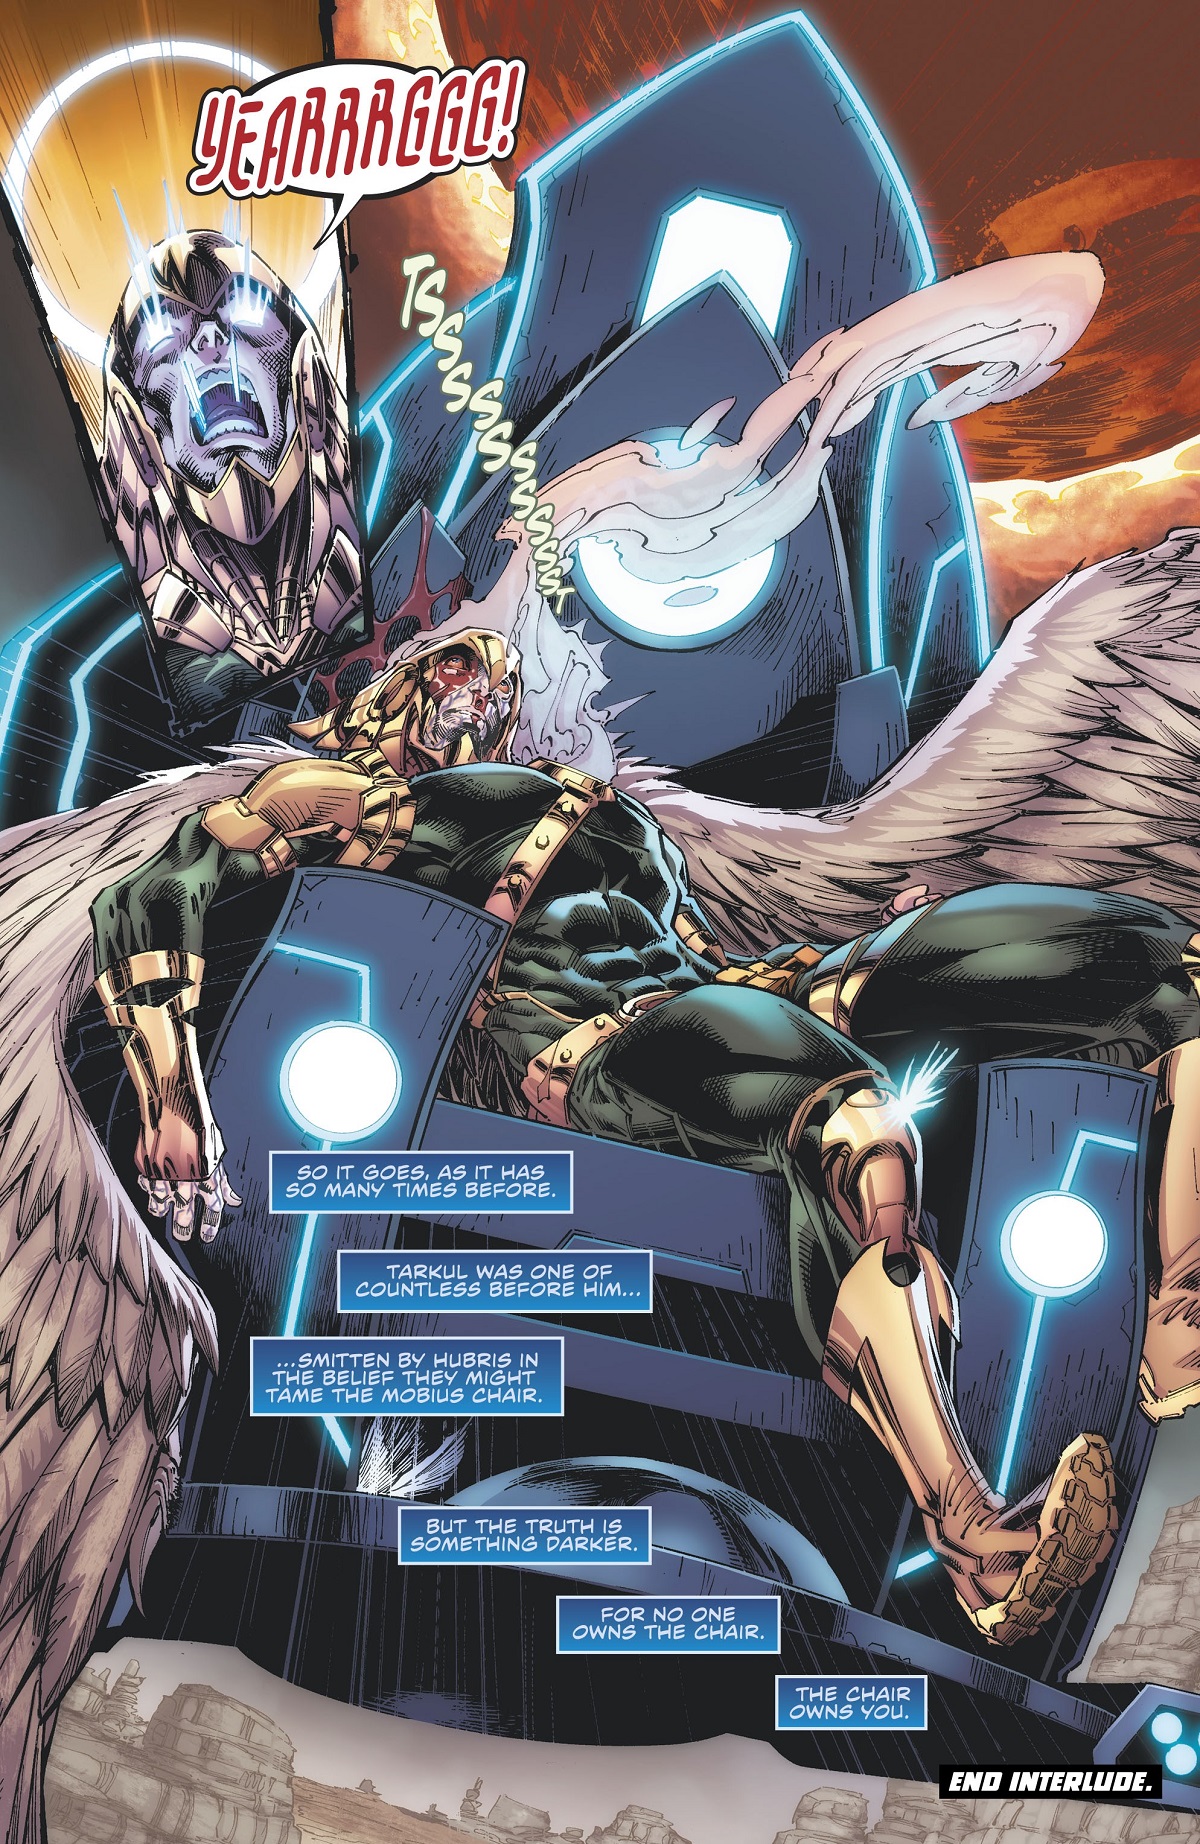 YEARRRGGG!
TSSSSSSSSSSST
SO IT GOES, AS IT HAS
SO MANY TIMES BEFORE.
TARKUL WAS ONE OF
COUNTLESS BEFORE HIM...
...SMITTEN BY HUBRIS IN
THE BELIEF THEY MIGHT
TAME THE MOBIUS CHAIR.
BUT THE TRUTH IS
SOMETHING DARKER.
FOR NO ONE
OWNS THE CHAIR.
THE CHAIR
OWNS YOU.
END INTERLUDE.